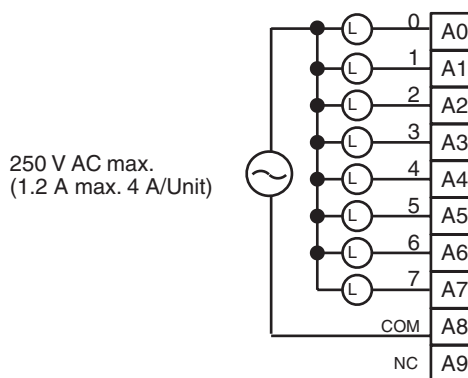 L 0 A0
L 1 A1
L 2 A2
L 3 A3
250 V AC max.
(1.2 A max. 4 A/Unit)
L 4 A4
L 5 A5
L 6 A6
L 7 A7
COM A8
NC A9